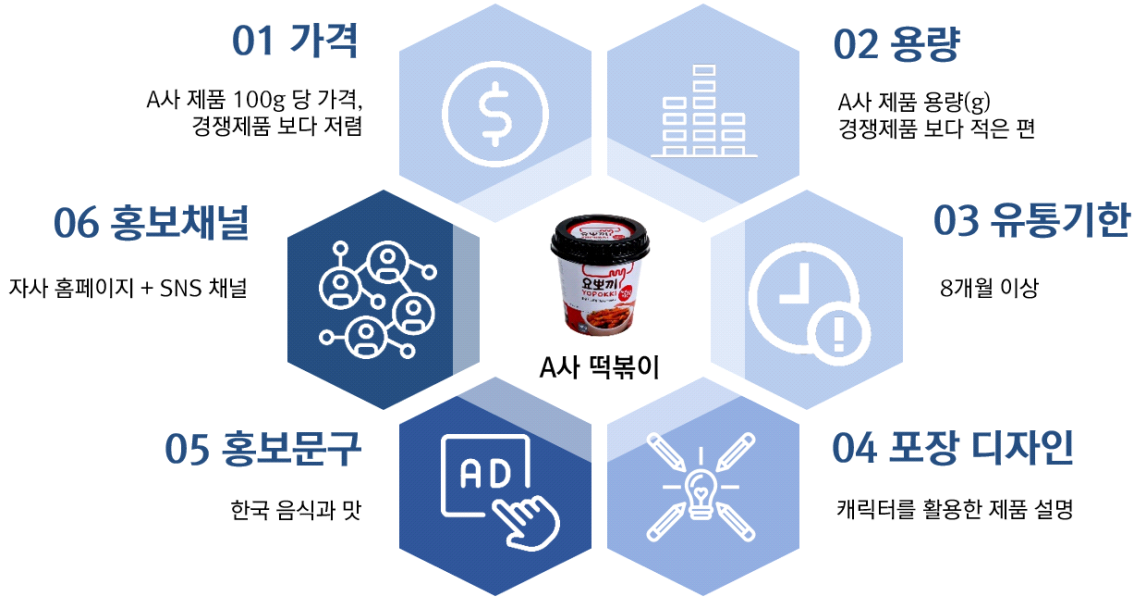 01 가격
A사 제품 100g 당 가격,
경쟁제품 보다 저렴
02 용량
A사 제품 용량(g)
경쟁제품 보다 적은 편
06 홍보채널
자사 홈페이지 + SNS 채널
03 유통기한
8개월 이상
요뽀끼
YOPOKKI
A사 떡볶이
05 홍보문구
한국 음식과 맛
AD
04 포장 디자인
캐릭터를 활용한 제품 설명